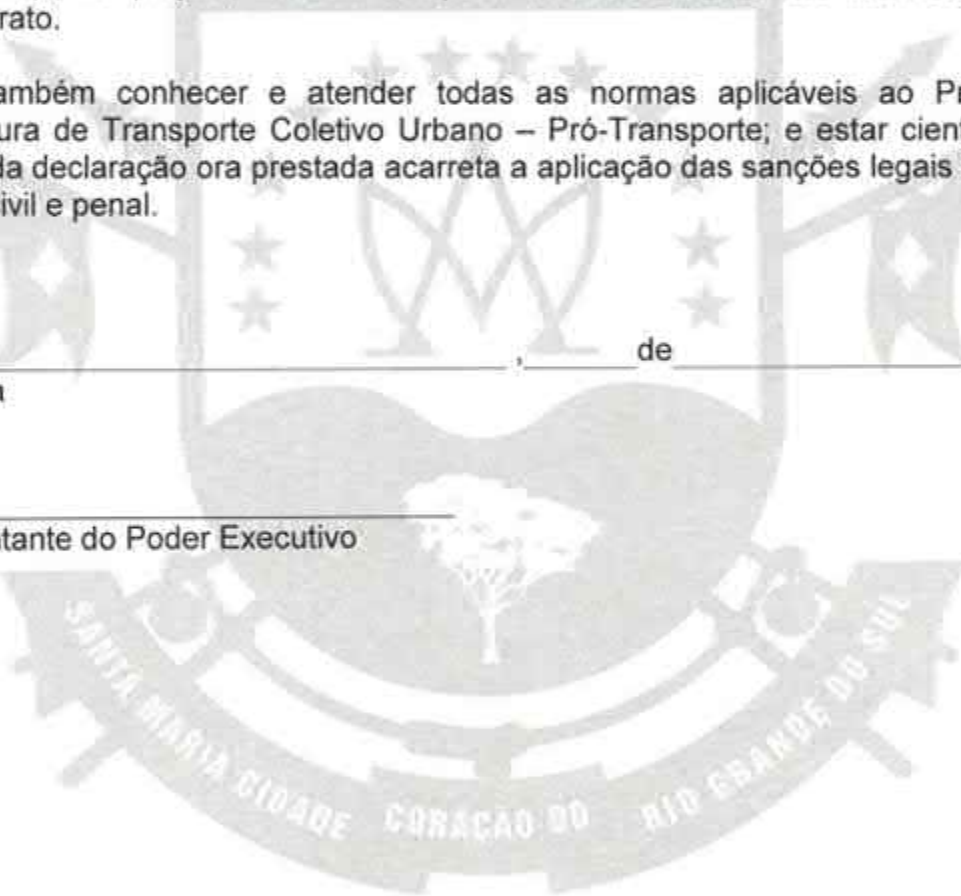 rato.
ambém conhecer e atender todas as normas aplicáveis ao Pr
ura de Transporte Coletivo Urbano – Pró-Transporte; e estar cient
da declaração ora prestada acarreta a aplicação das sanções legais
ivil e penal.
, de
a
ntante do Poder Executivo
SANTA MARIA CIDADE CORAÇÃO DO RIO GRANDE DO SUL